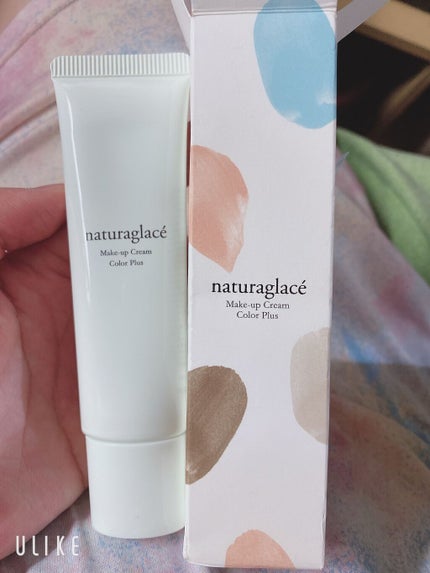 naturaglacé
Make-up Cream
Color Plus
naturaglacé
Make-up Cream
Color Plus
ULIKE